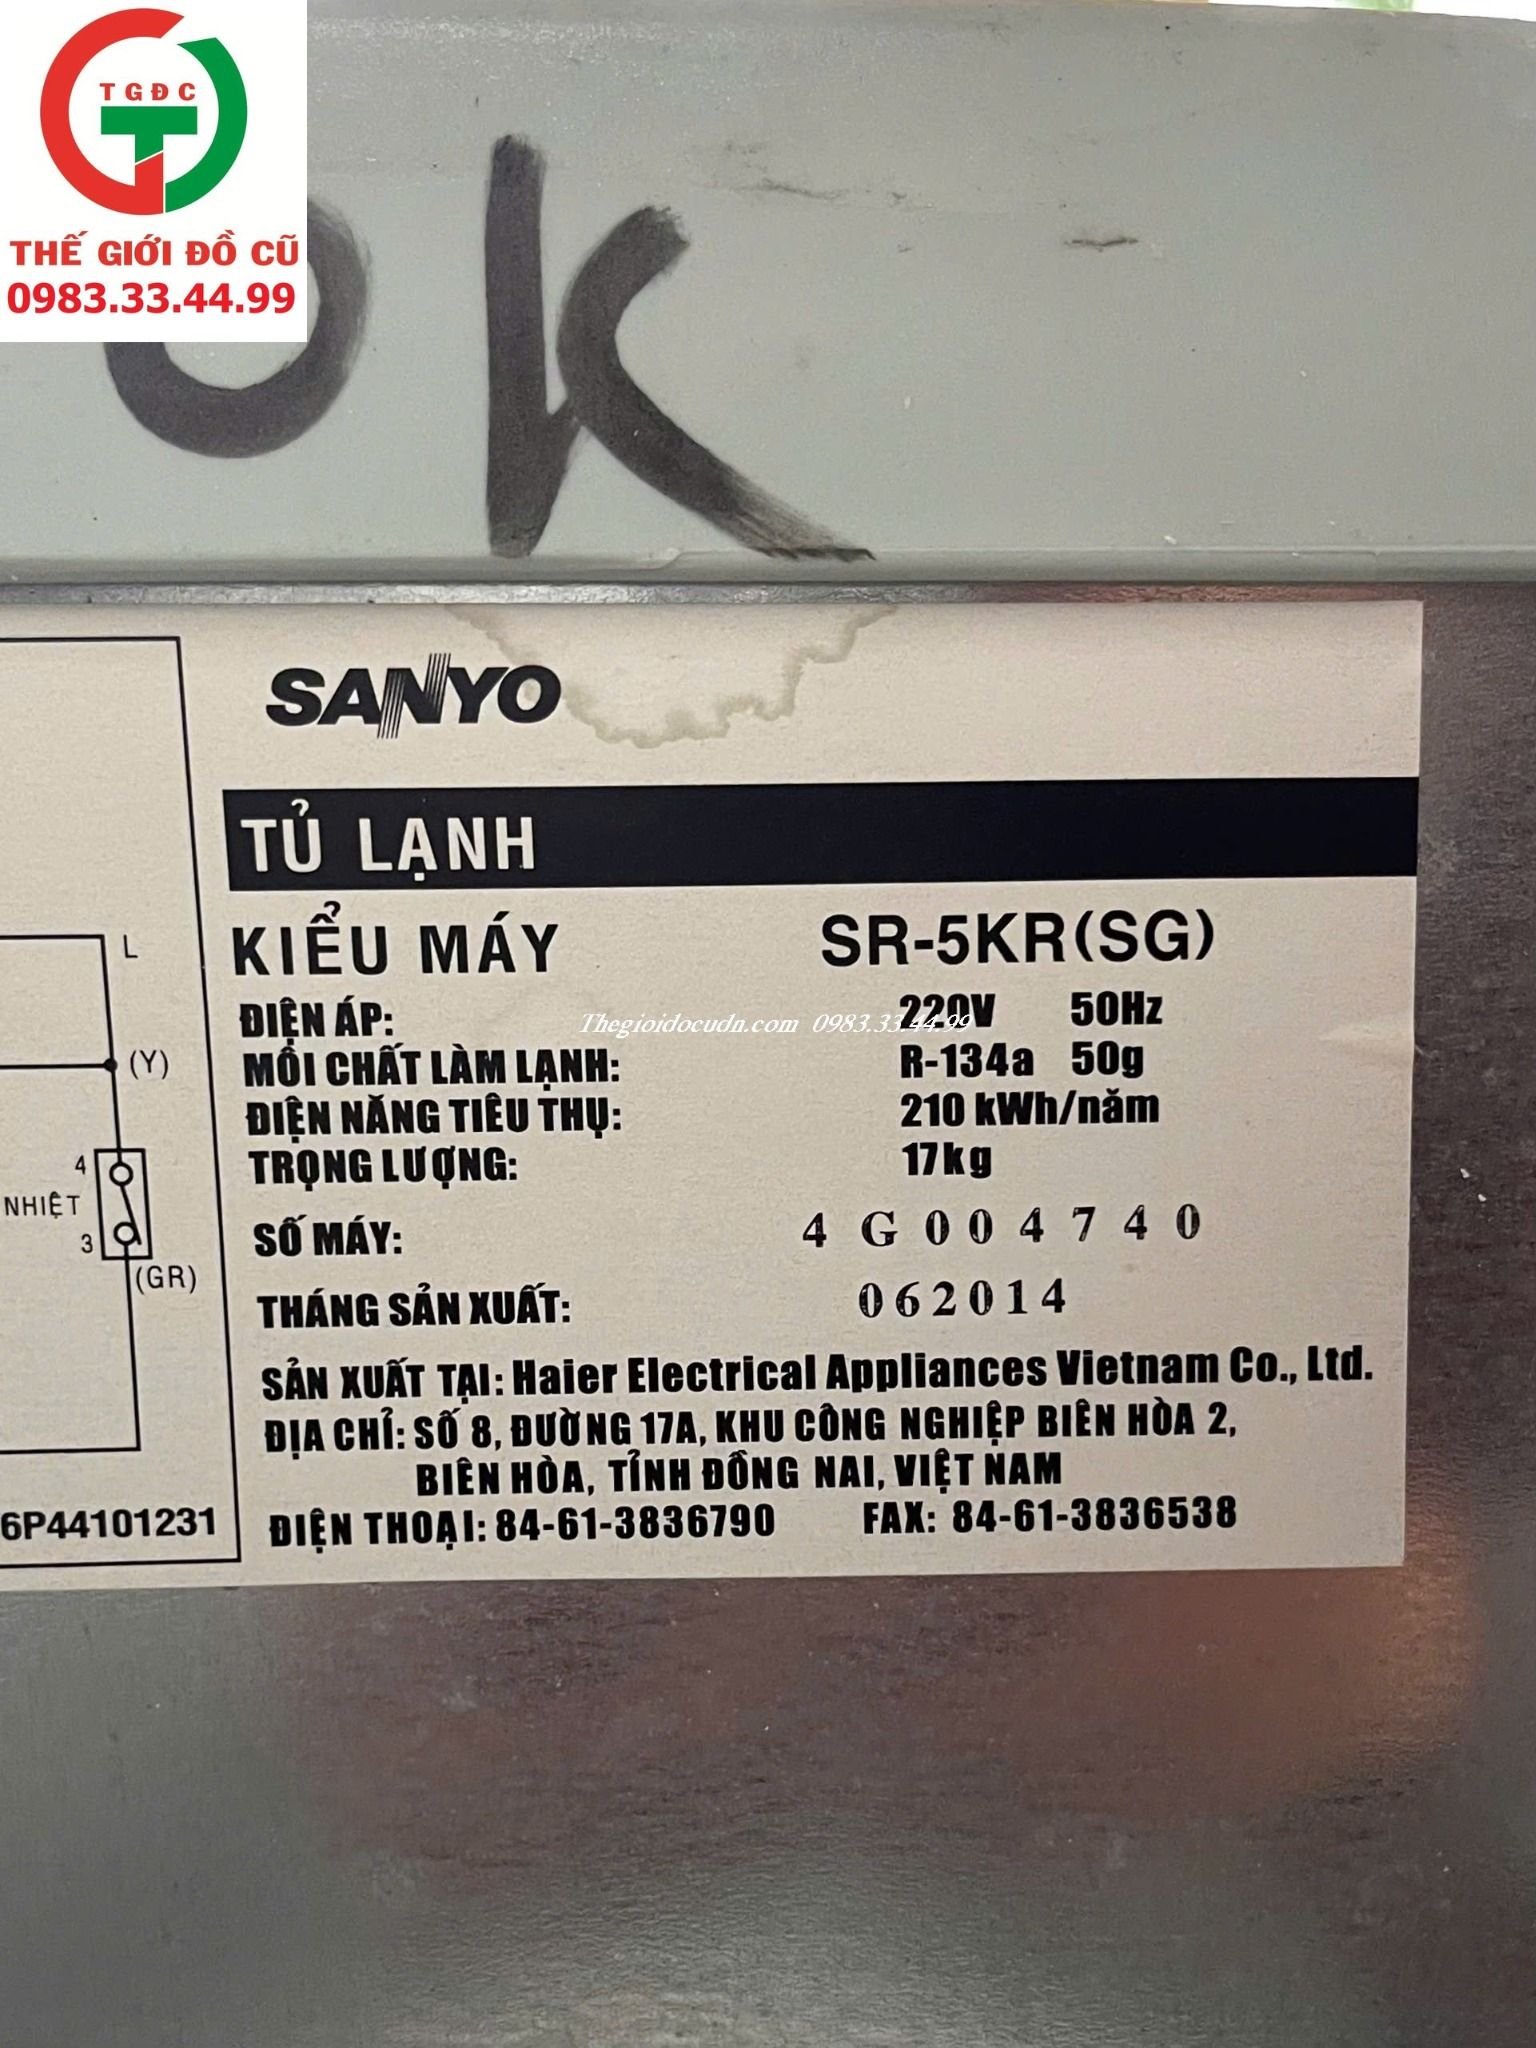 TGĐC
THẾ GIỚI ĐỒ CŨ
0983.33.44.99
OK
SANYO
TỦ LẠNH
KIỂU MÁY SR-5KR(SG)
ĐIỆN ÁP: 220V 50Hz
Thegioidocudn.com 0983.33.44.99
MÔI CHẤT LÀM LẠNH: R-134a 50g
ĐIỆN NĂNG TIÊU THỤ: 210 kWh/năm
TRỌNG LƯỢNG: 17kg
SỐ MÁY: 4G004740
THÁNG SẢN XUẤT: 062014
SẢN XUẤT TẠI: Haier Electrical Appliances Vietnam Co., Ltd.
ĐỊA CHỈ: SỐ 8, ĐƯỜNG 17A, KHU CÔNG NGHIỆP BIÊN HÒA 2,
BIÊN HÒA, TỈNH ĐỒNG NAI, VIỆT NAM
ĐIỆN THOẠI: 84-61-3836790 FAX: 84-61-3836538
L
(Y)
4
NHIỆT
3
(GR)
6P44101231